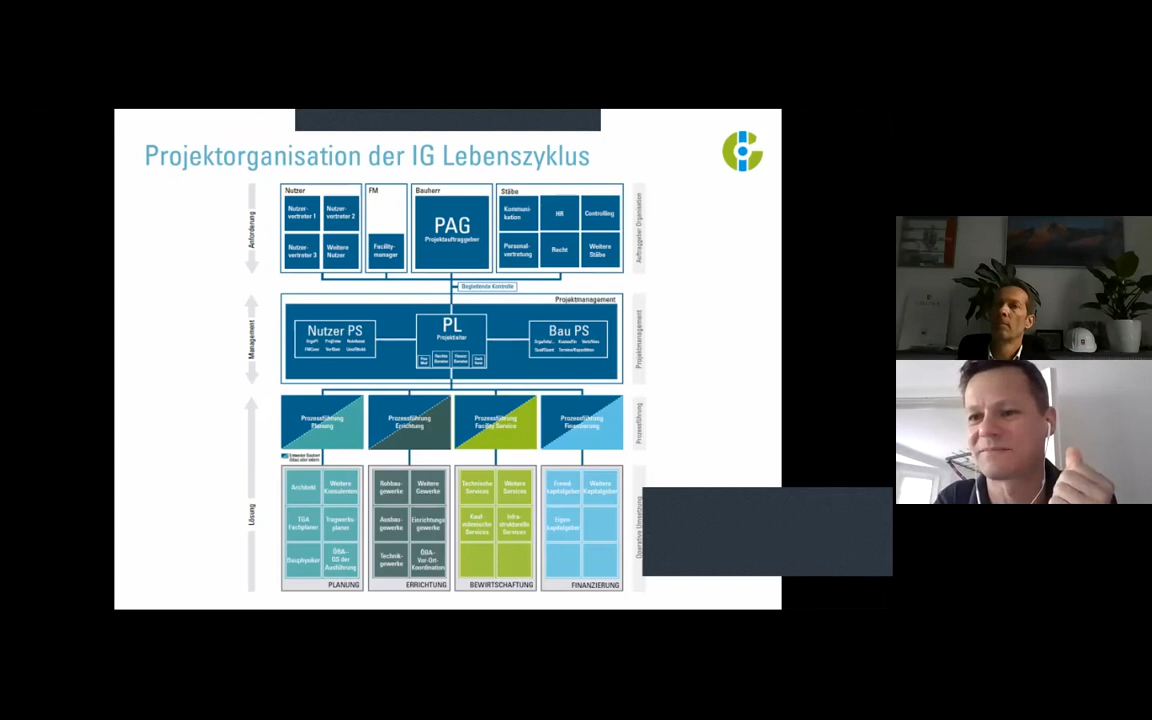 Projektorganisation der IG Lebenszyklus
Anforderung
Nutzer
Nutzer-
vertreter 1
Nutzer-
vertreter 2
Nutzer-
vertreter 3
Weitere
Nutzer
FM
Facility-
manager
Bauherr
PAG
Projektauftraggeber
Stäbe
Kommuni-
kation
HR
Controlling
Personal-
vertretung
Recht
Weitere
Stäbe
Auftraggeber Organisation
Begleitende Kontrolle
Management
Projektmanagement
Nutzer PS
PL
Projektleiter
Bau PS
Projektmanagement
Lösung
Prozessführung
Planung
Prozessführung
Errichtung
Prozessführung
Facility Service
Prozessführung
Finanzierung
Prozessführung
Architekt
Weitere
Konsulenten
TGA
Fachplaner
Tragwerks-
planer
Bauphysiker
ÖBA–
GS der
Ausführung
PLANUNG
Rohbau-
gewerke
Weitere
Gewerke
Ausbau-
gewerke
Einrichtungs-
gewerke
Technik-
gewerke
ÖBA-
Vor-Ort-
Koordination
ERRICHTUNG
Technische
Services
Weitere
Services
Kauf-
männische
Services
Infra-
strukturelle
Services
BEWIRTSCHAFTUNG
Fremd-
kapitalgeber
Weitere
Kapitalgeber
Eigen-
kapitalgeber
FINANZIERUNG
Operative Umsetzung